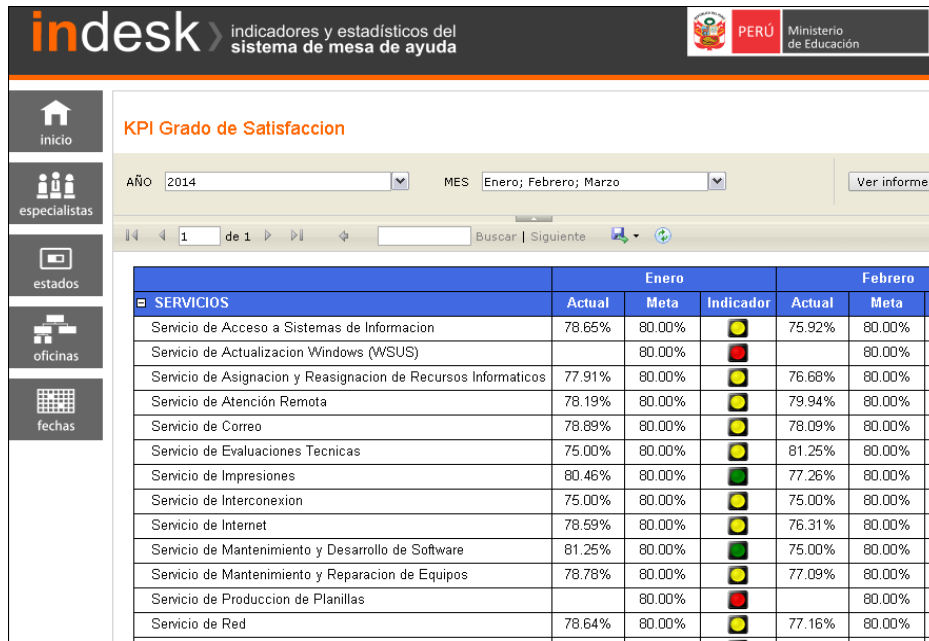 indesk
indicadores y estadísticos del
sistema de mesa de ayuda
PERÚ
Ministerio
de Educación
inicio
especialistas
estados
oficinas
fechas
KPI Grado de Satisfaccion
AÑO 2014 MES Enero; Febrero; Marzo Ver informe
1 de 1 Buscar | Siguiente
Enero Febrero
SERVICIOS Actual Meta Indicador Actual Meta
Servicio de Acceso a Sistemas de Informacion 78.65% 80.00% 75.92% 80.00%
Servicio de Actualizacion Windows (WSUS) 80.00% 80.00%
Servicio de Asignacion y Reasignacion de Recursos Informaticos 77.91% 80.00% 76.68% 80.00%
Servicio de Atención Remota 78.19% 80.00% 79.94% 80.00%
Servicio de Correo 78.89% 80.00% 78.09% 80.00%
Servicio de Evaluaciones Tecnicas 75.00% 80.00% 81.25% 80.00%
Servicio de Impresiones 80.46% 80.00% 77.26% 80.00%
Servicio de Interconexion 75.00% 80.00% 75.00% 80.00%
Servicio de Internet 78.59% 80.00% 76.31% 80.00%
Servicio de Mantenimiento y Desarrollo de Software 81.25% 80.00% 75.00% 80.00%
Servicio de Mantenimiento y Reparacion de Equipos 78.78% 80.00% 77.09% 80.00%
Servicio de Produccion de Planillas 80.00% 80.00%
Servicio de Red 78.64% 80.00% 77.16% 80.00%